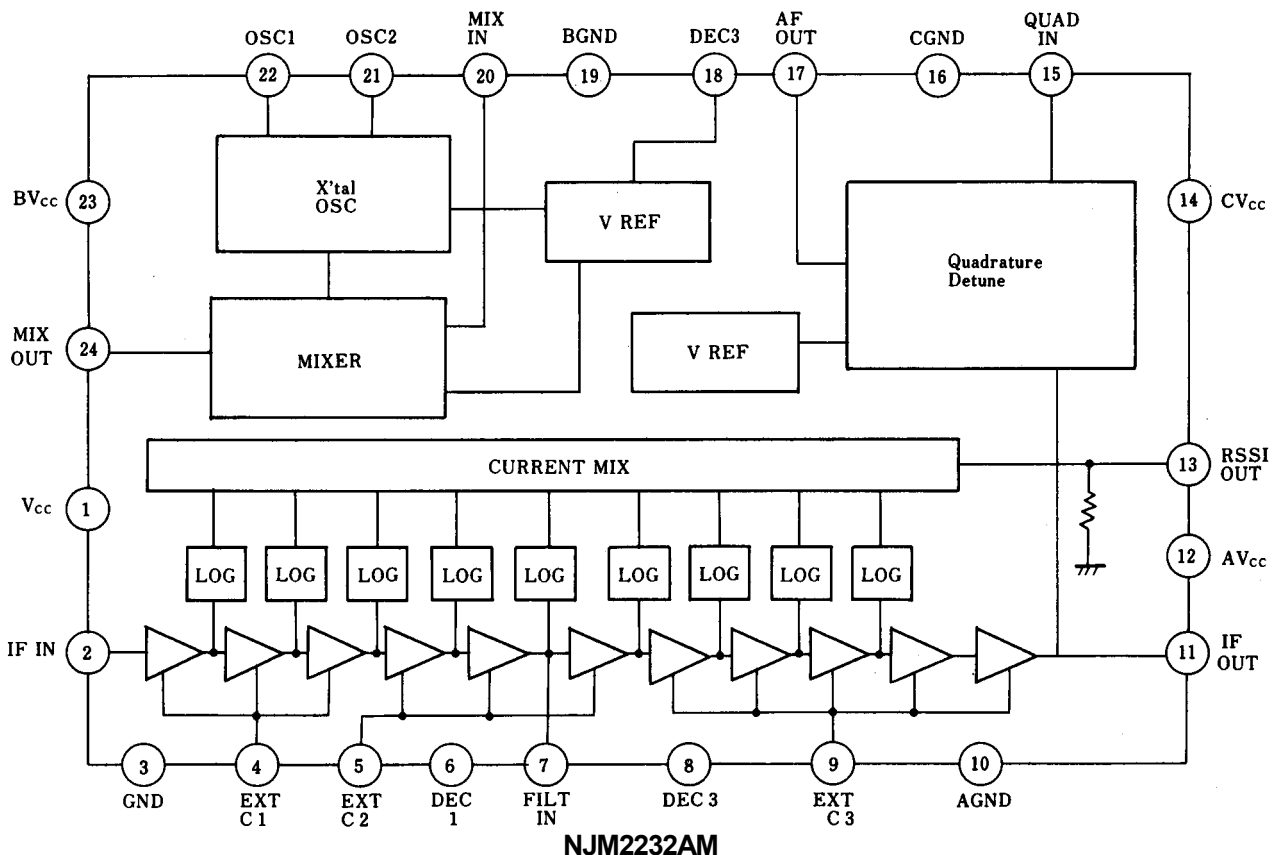 OSC1
OSC2
MIX
IN
BGND
DEC3
AF
OUT
CGND
QUAD
IN
22
21
20
19
18
17
16
15
X'tal
OSC
V REF
Quadrature
Detune
BVcc
23
14
CVcc
MIX
OUT
24
MIXER
V REF
CURRENT MIX
13
RSSI
OUT
Vcc
1
12
AVcc
LOG
LOG
LOG
LOG
LOG
LOG
LOG
LOG
LOG
IF IN
2
11
IF
OUT
3
4
5
6
7
8
9
10
GND
EXT
C1
EXT
C2
DEC
1
FILT
IN
DEC 3
EXT
C3
AGND
NJM2232AM